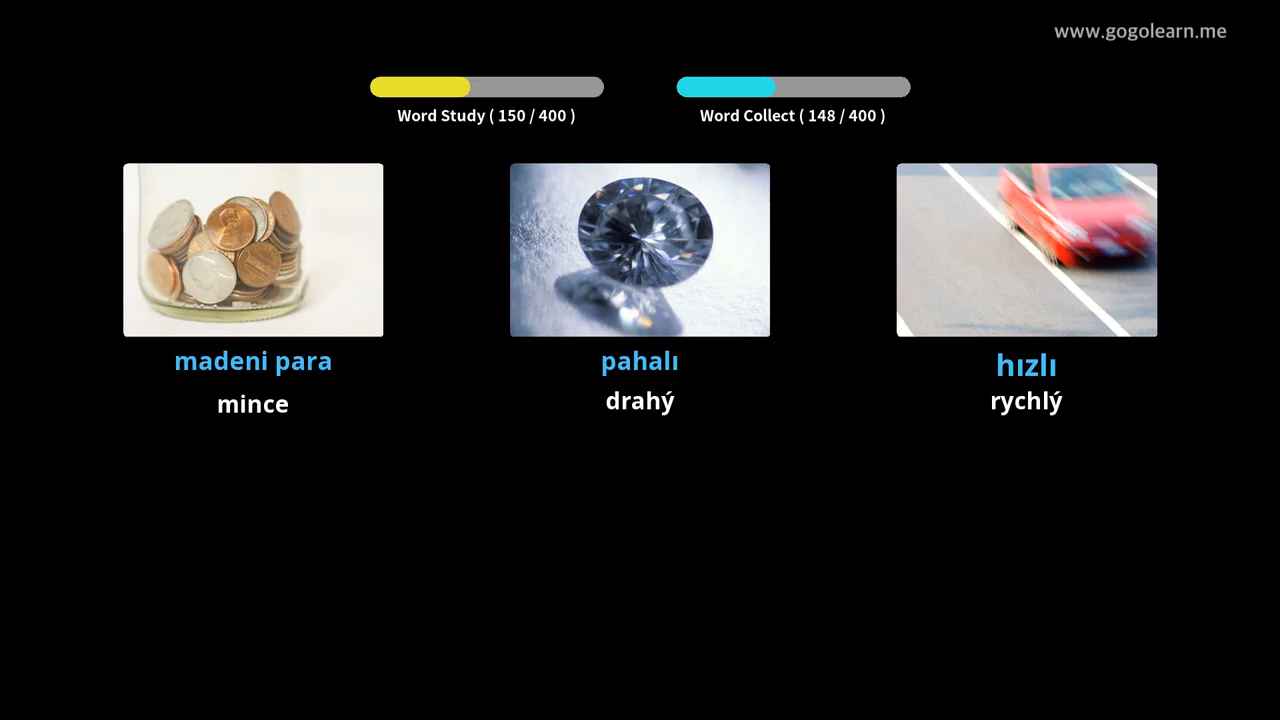 www.gogolearn.me
Word Study ( 150 / 400 )
Word Collect ( 148 / 400 )
madeni para
mince
pahalı
drahý
hızlı
rychlý